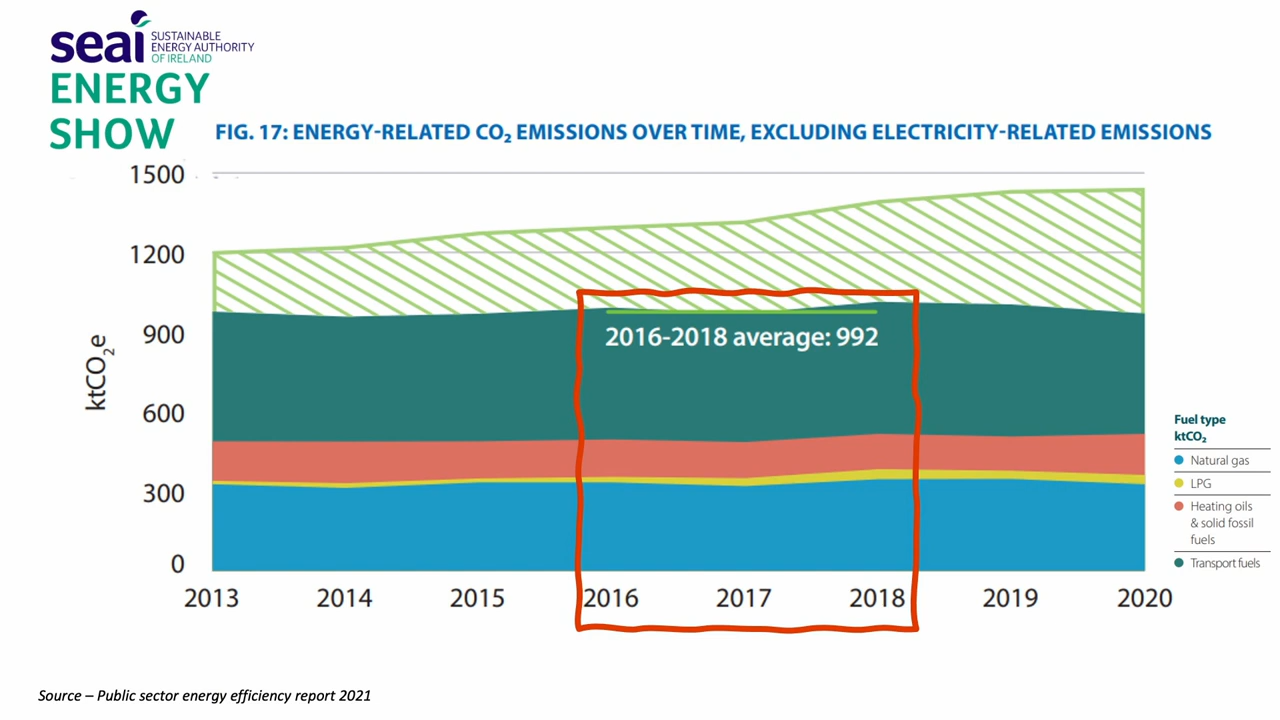 seai
SUSTAINABLE
ENERGY AUTHORITY
OF IRELAND
ENERGY
SHOW
FIG. 17: ENERGY-RELATED CO₂ EMISSIONS OVER TIME, EXCLUDING ELECTRICITY-RELATED EMISSIONS
1500
1200
900
600
300
0
ktCO₂e
2016-2018 average: 992
2013 2014 2015 2016 2017 2018 2019 2020
Fuel type
ktCO₂
Natural gas
LPG
Heating oils
& solid fossil
fuels
Transport fuels
Source – Public sector energy efficiency report 2021